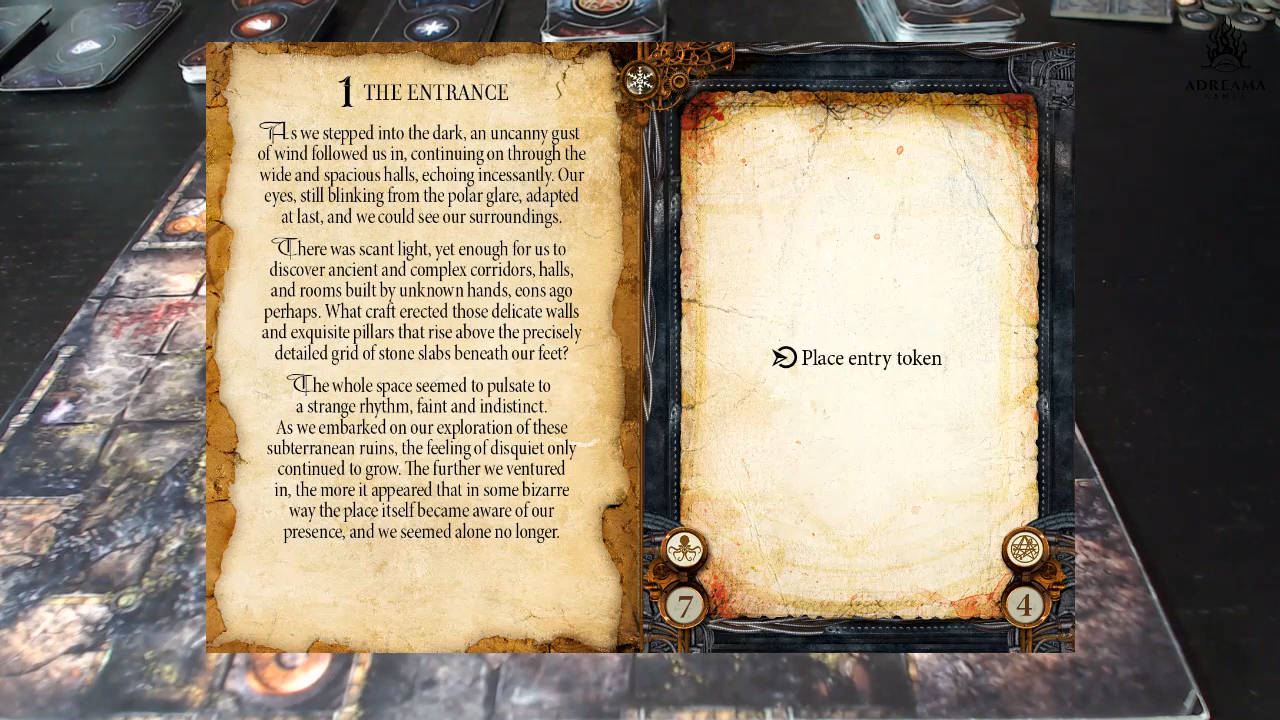 1 THE ENTRANCE
As we stepped into the dark, an uncanny gust
of wind followed us in, continuing on through the
wide and spacious halls, echoing incessantly. Our
eyes, still blinking from the polar glare, adapted
at last, and we could see our surroundings.
There was scant light, yet enough for us to
discover ancient and complex corridors, halls,
and rooms built by unknown hands, eons ago
perhaps. What craft erected those delicate walls
and exquisite pillars that rise above the precisely
detailed grid of stone slabs beneath our feet?
The whole space seemed to pulsate to
a strange rhythm, faint and indistinct.
As we embarked on our exploration of these
subterranean ruins, the feeling of disquiet only
continued to grow. The further we ventured
in, the more it appeared that in some bizarre
way the place itself became aware of our
presence, and we seemed alone no longer.
Place entry token
7
4
ADREAMA
GAMES